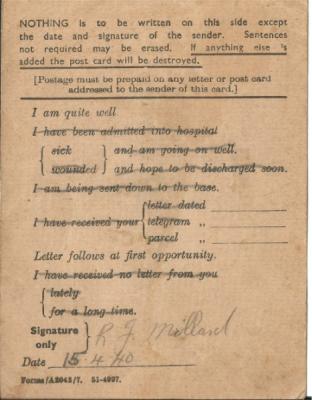 NOTHING is to be written on this side except
the date and signature of the sender. Sentences
not required may be erased. If anything else is
added the post card will be destroyed.
[Postage must be prepaid on any letter or post card
addressed to the sender of this card.]
I am quite well
I have been admitted into hospital
sick and am going on well.
wounded and hope to be discharged soon.
I am being sent down to the base.
letter dated
I have received your telegram „
parcel „
Letter follows at first opportunity.
I have received no letter from you
lately
for a long time.
Signature
only R J Millard
Date 15.4.40
Forms/A2042/7. 51-4997.